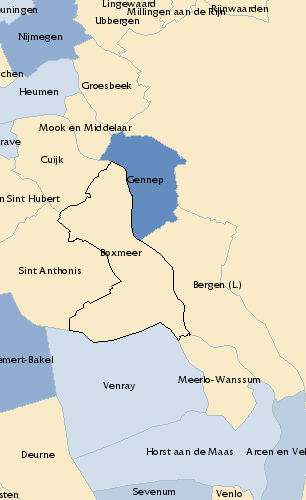 Lingewaard
Millingen aan de Rijn
Rijnwaarden
uningen
Ubbergen
Nijmegen
chen
Groesbeek
Heumen
Mook en Middelaar
rave
Cuijk
Gennep
n Sint Hubert
Boxmeer
Sint Anthonis
Bergen (L)
emert-Bakel
Venray
Meerlo-Wanssum
Deurne
Horst aan de Maas
Arcen en Vel
sten
Sevenum
Venlo